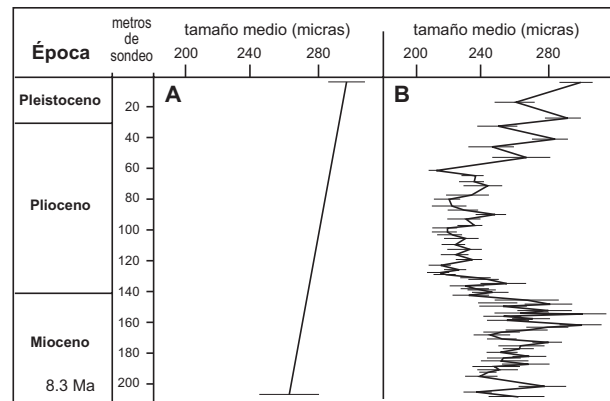 Época
metros
de
sondeo
tamaño medio (micras)
200 240 280
tamaño medio (micras)
200 240 280
A
B
Pleistoceno
Plioceno
Mioceno
8.3 Ma
20
40
60
80
100
120
140
160
180
200